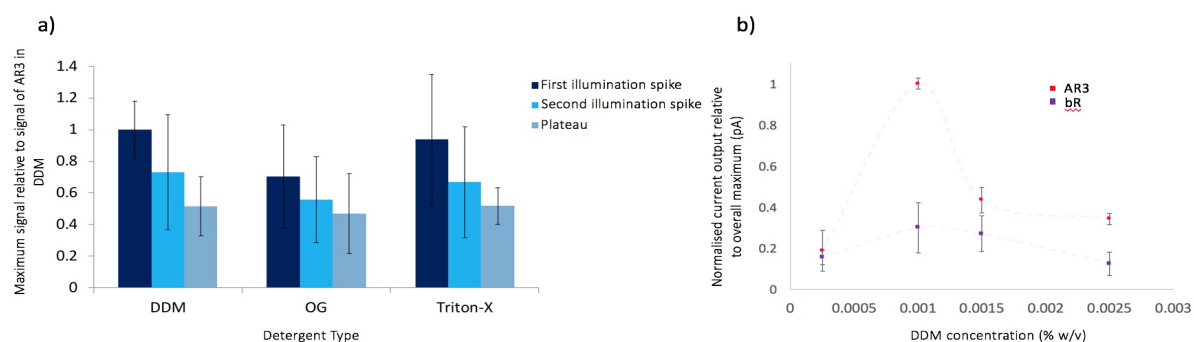 a)
Maximum signal relative to signal of AR3 in
DDM
1.4
1.2
1
0.8
0.6
0.4
0.2
0
DDM
OG
Triton-X
Detergent Type
First illumination spike
Second illumination spike
Plateau
b)
Normalised current output relative
to overall maximum (pA)
1
0.8
0.6
0.4
0.2
0
0
0.0005
0.001
0.0015
0.002
0.0025
0.003
DDM concentration (% w/v)
AR3
bR